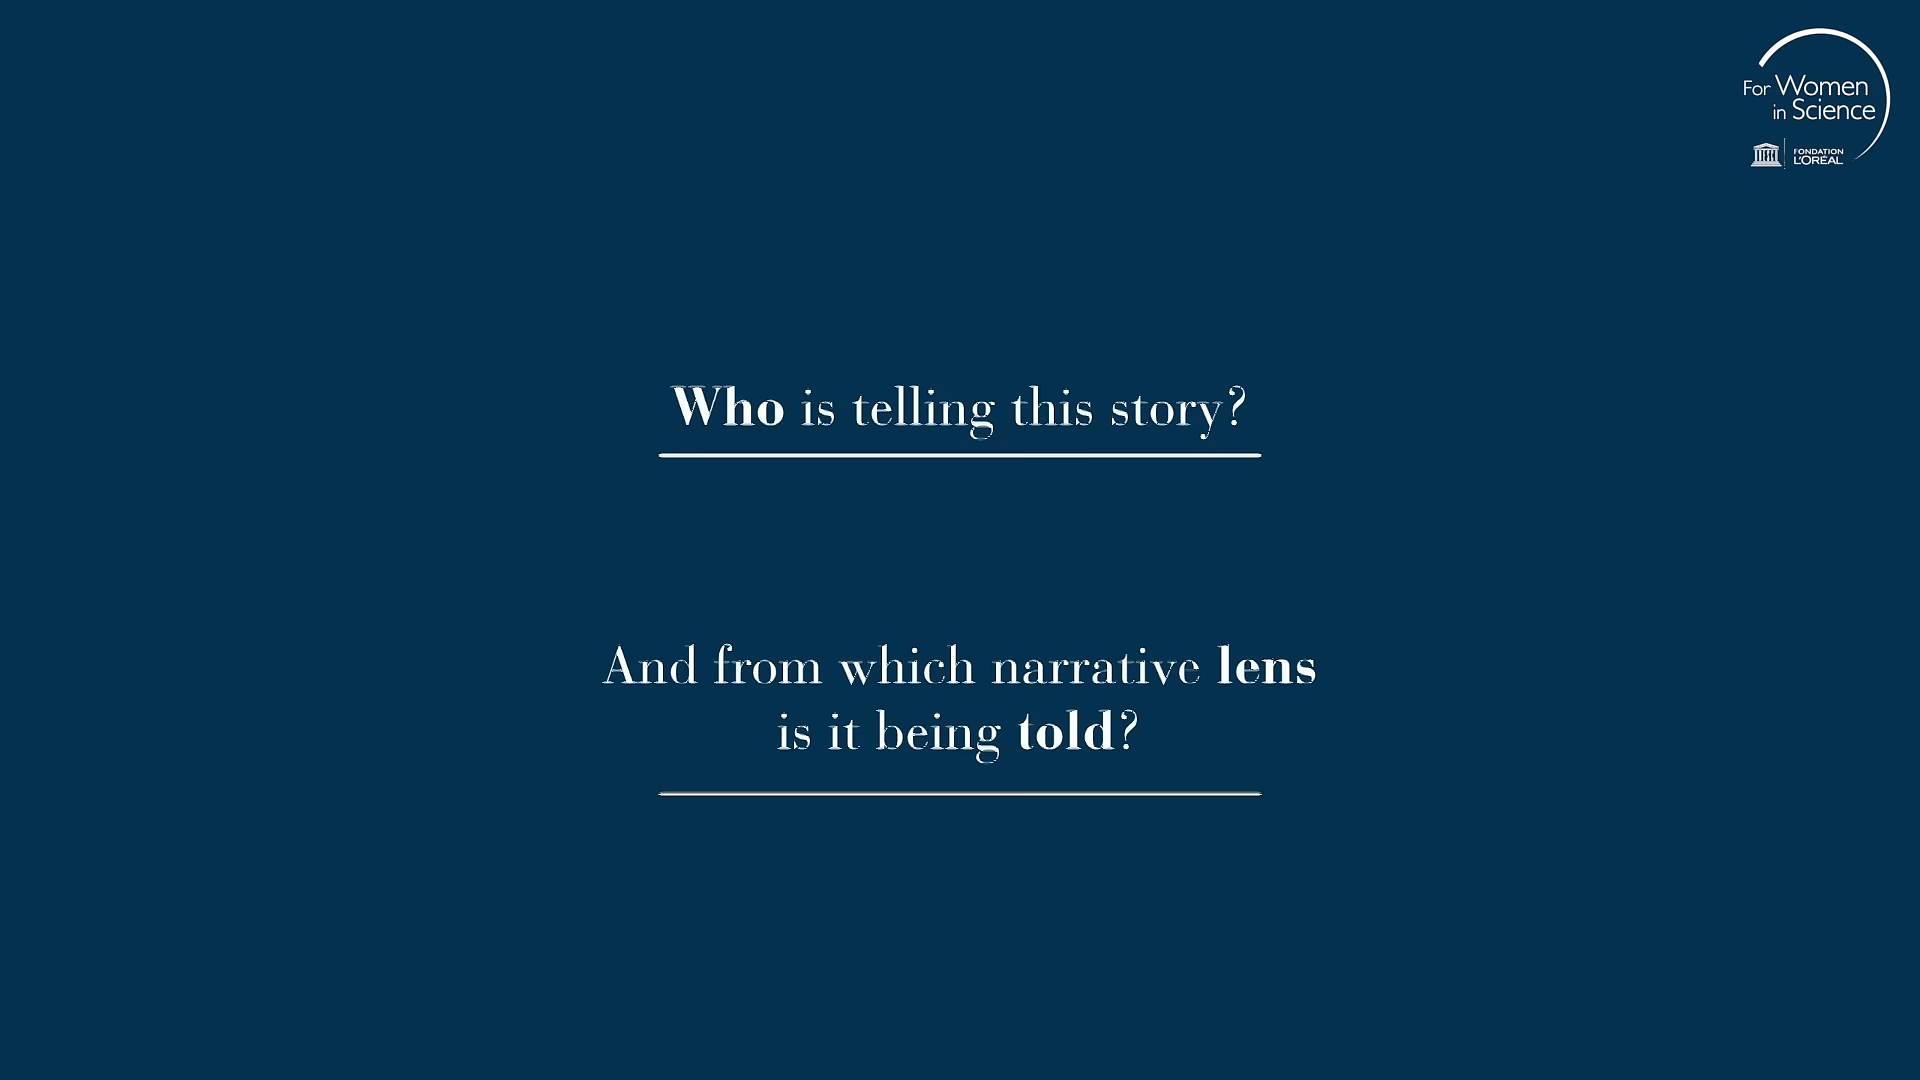 For Women
in Science
FONDATION
L'ORÉAL
Who is telling this story?
And from which narrative lens
is it being told?